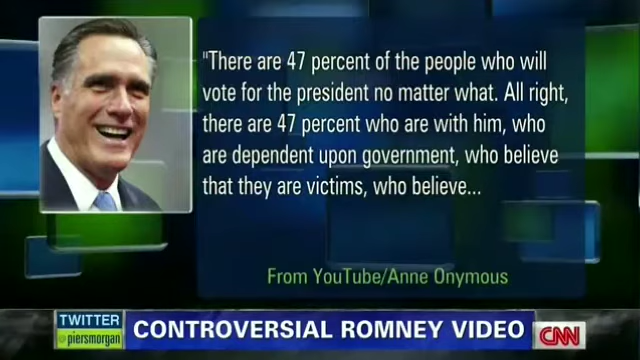 "There are 47 percent of the people who will
vote for the president no matter what. All right,
there are 47 percent who are with him, who
are dependent upon government, who believe
that they are victims, who believe...
From YouTube/Anne Onymous
TWITTER
@piersmorgan
CONTROVERSIAL ROMNEY VIDEO
CNN